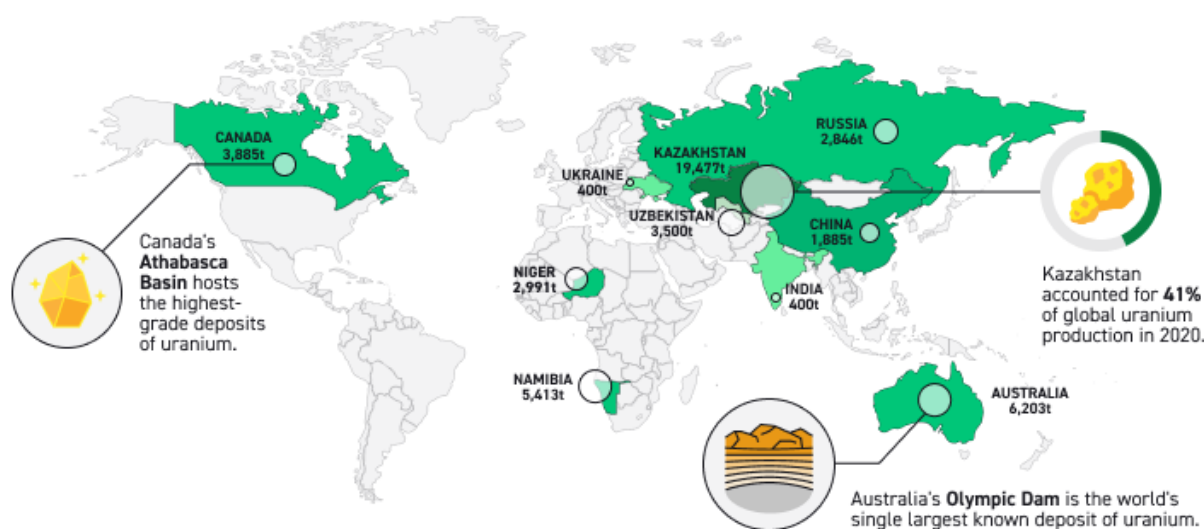 CANADA
3,885t
RUSSIA
2,846t
KAZAKHSTAN
19,477t
UKRAINE
400t
UZBEKISTAN
3,500t
CHINA
1,885t
NIGER
2,991t
INDIA
400t
NAMIBIA
5,413t
AUSTRALIA
6,203t
Canada's
Athabasca
Basin hosts
the highest-
grade deposits
of uranium.
Kazakhstan
accounted for 41%
of global uranium
production in 2020.
Australia's Olympic Dam is the world's
single largest known deposit of uranium.